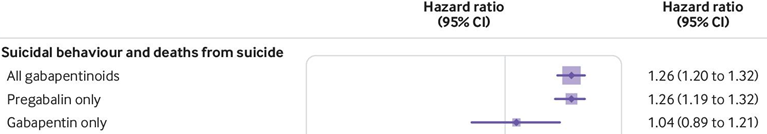 Hazard ratio
(95% CI)
Hazard ratio
(95% CI)
Suicidal behaviour and deaths from suicide
All gabapentinoids 1.26 (1.20 to 1.32)
Pregabalin only 1.26 (1.19 to 1.32)
Gabapentin only 1.04 (0.89 to 1.21)